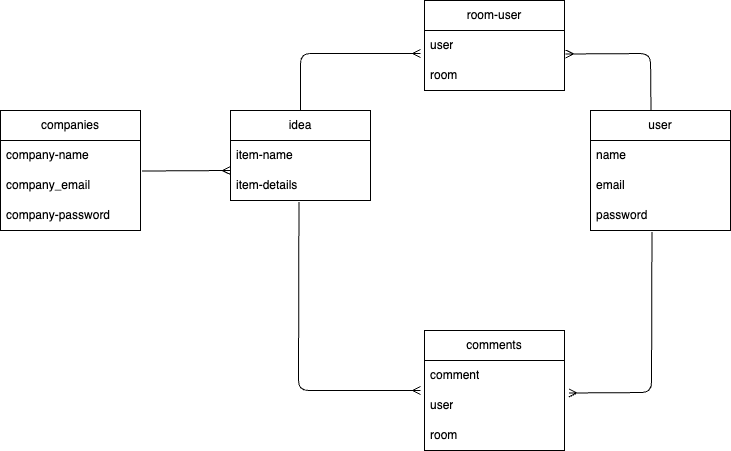 room-user
user
room
companies
company-name
company_email
company-password
idea
item-name
item-details
user
name
email
password
comments
comment
user
room